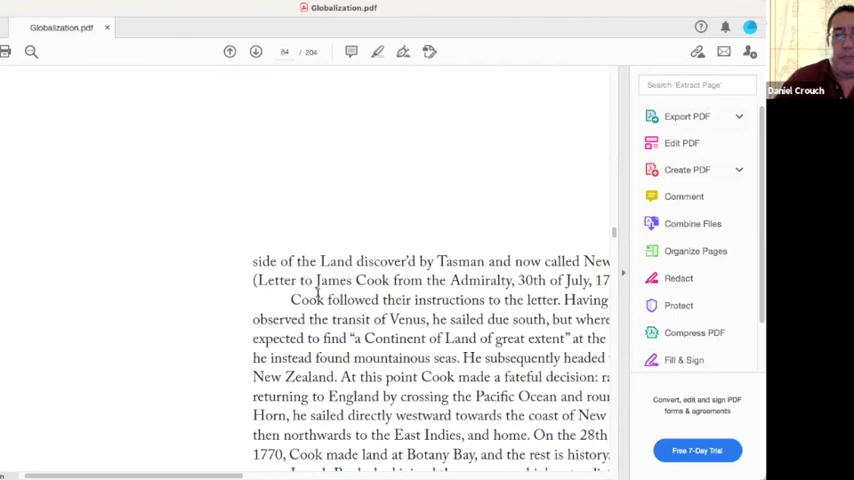 Globalization.pdf
Globalization.pdf ×
84 / 204
Search 'Extract Page'
Daniel Crouch
Export PDF
Edit PDF
Create PDF
Comment
Combine Files
Organize Pages
Redact
Protect
Compress PDF
Fill & Sign
Convert, edit and sign PDF
forms & agreements
Free 7-Day Trial
side of the Land discover'd by Tasman and now called New
(Letter to James Cook from the Admiralty, 30th of July, 17
Cook followed their instructions to the letter. Having
observed the transit of Venus, he sailed due south, but where
expected to find “a Continent of Land of great extent” at the
he instead found mountainous seas. He subsequently headed
New Zealand. At this point Cook made a fateful decision: ra
returning to England by crossing the Pacific Ocean and roun
Horn, he sailed directly westward towards the coast of New
then northwards to the East Indies, and home. On the 28th
1770, Cook made land at Botany Bay, and the rest is history.